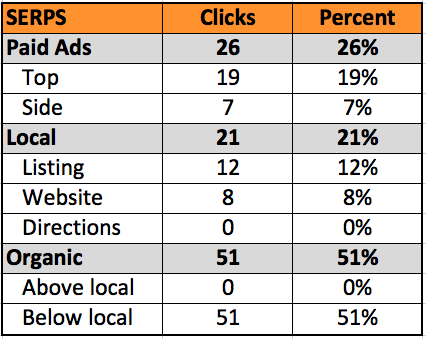 SERPS Clicks Percent
Paid Ads 26 26%
Top 19 19%
Side 7 7%
Local 21 21%
Listing 12 12%
Website 8 8%
Directions 0 0%
Organic 51 51%
Above local 0 0%
Below local 51 51%